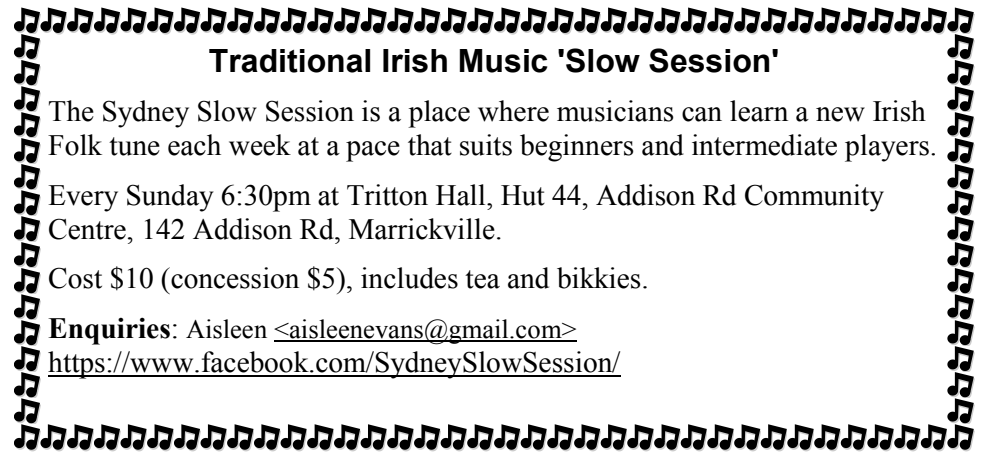 Traditional Irish Music 'Slow Session'
The Sydney Slow Session is a place where musicians can learn a new Irish
Folk tune each week at a pace that suits beginners and intermediate players.
Every Sunday 6:30pm at Tritton Hall, Hut 44, Addison Rd Community
Centre, 142 Addison Rd, Marrickville.
Cost $10 (concession $5), includes tea and bikkies.
Enquiries: Aisleen <aisleenevans@gmail.com>
https://www.facebook.com/SydneySlowSession/